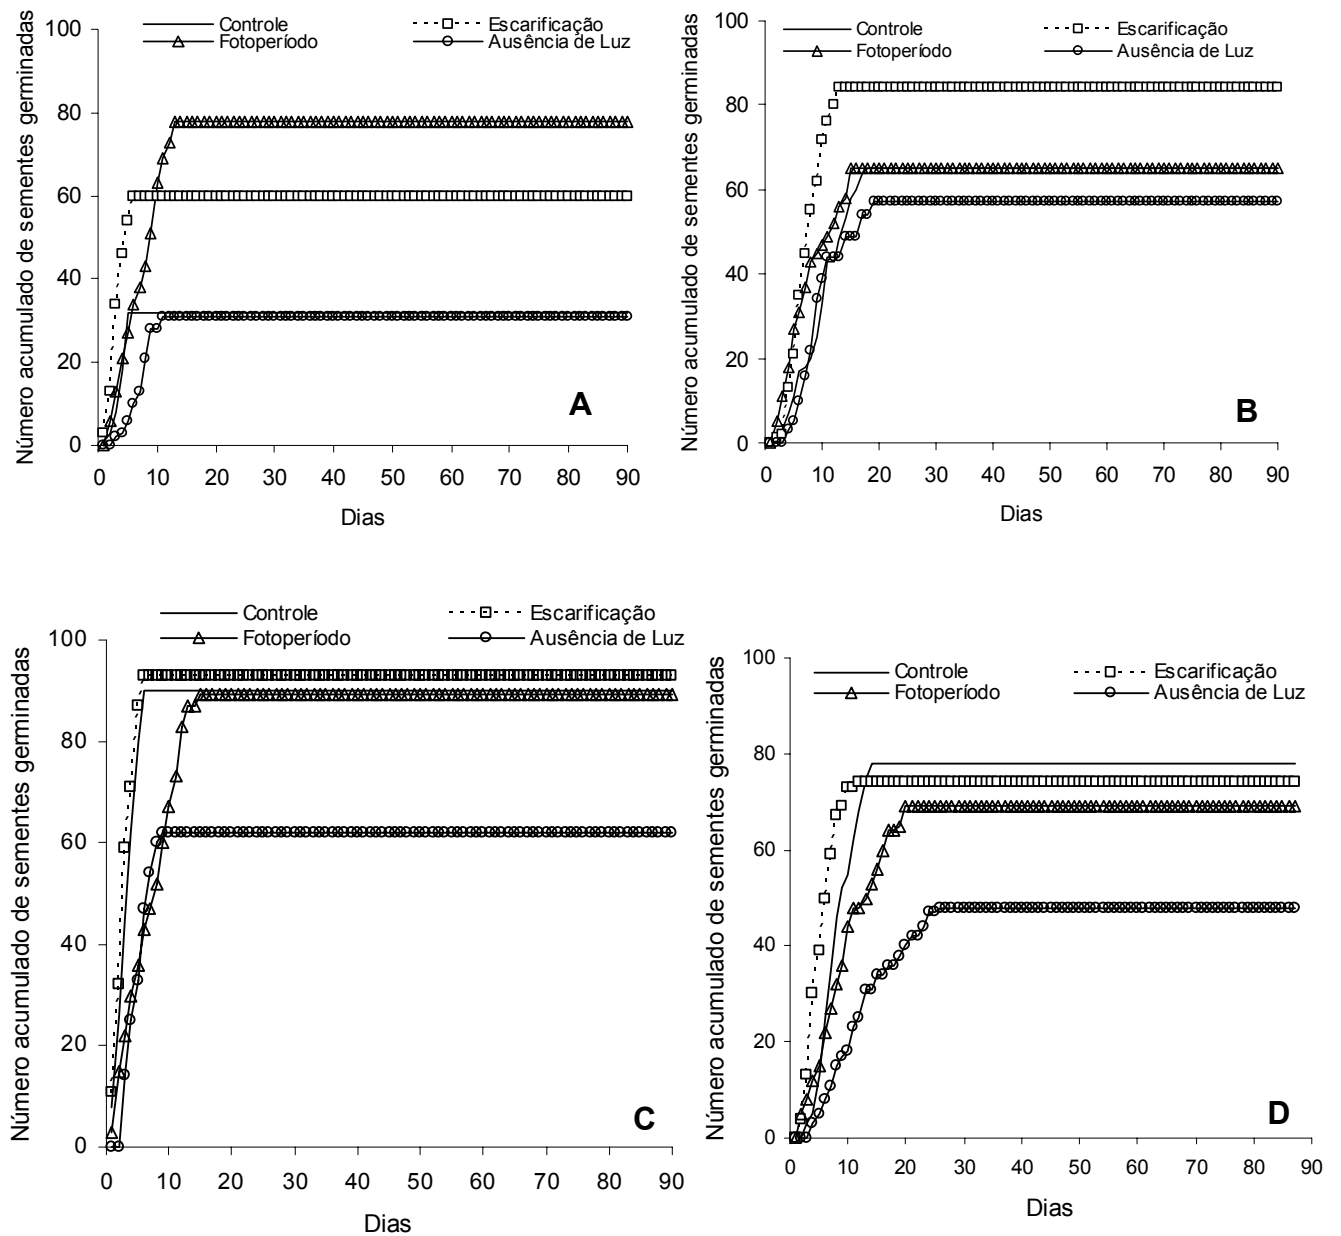 Controle Escarificação
Fotoperíodo Ausência de Luz
Número acumulado de sementes germinadas
100
80
60
40
20
0
A
0 10 20 30 40 50 60 70 80 90
Dias
Controle Escarificação
Fotoperíodo Ausência de Luz
Número acumulado de sementes germinadas
100
80
60
40
20
0
B
0 10 20 30 40 50 60 70 80 90
Dias
Controle Escarificação
Fotoperíodo Ausência de Luz
Número acumulado de sementes germinadas
100
80
60
40
20
0
C
0 10 20 30 40 50 60 70 80 90
Dias
Controle Escarificação
Fotoperíodo Ausência de Luz
Número acumulado de sementes germinadas
100
80
60
40
20
0
D
0 10 20 30 40 50 60 70 80 90
Dias